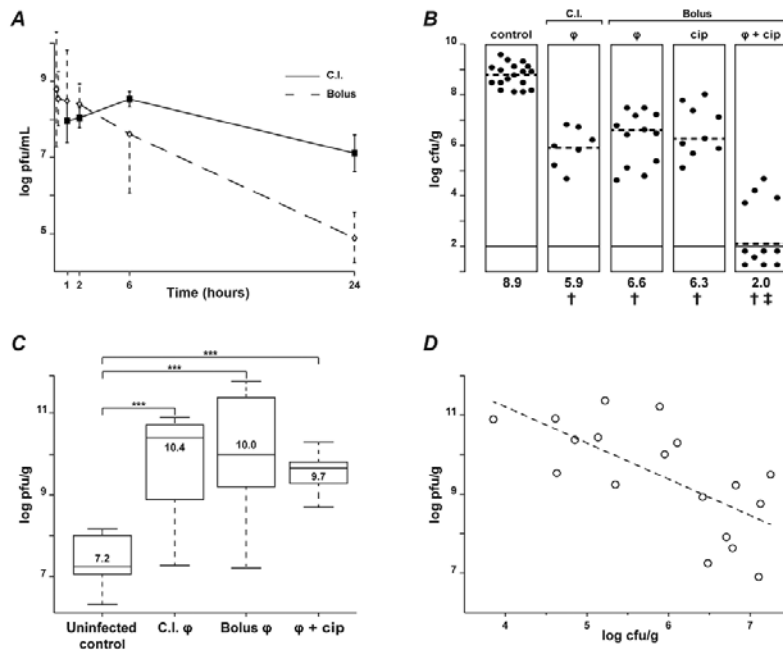 A
log pfu/mL
9
7
5
C.I.
Bolus
1 2 6 24
Time (hours)
B
C.I. Bolus
control φ φ cip φ + cip
log cfu/g
10
8
6
4
2
8.9 5.9 6.6 6.3 2.0
† † † † ‡
C
***
***
***
log pfu/g
11
9
7
7.2
10.4
10.0
9.7
Uninfected control
C.I. φ
Bolus φ
φ + cip
D
log pfu/g
11
9
7
4 5 6 7
log cfu/g